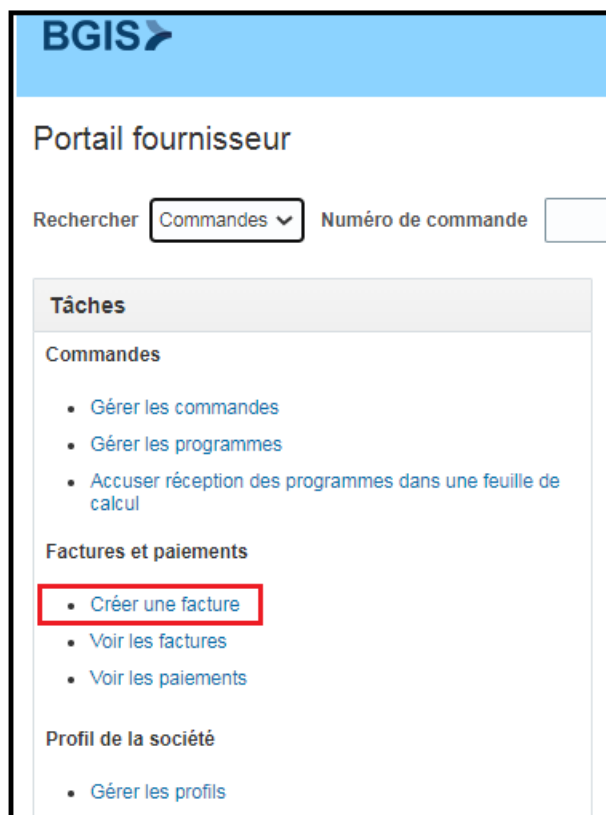 BGIS
Portail fournisseur
Rechercher Commandes Numéro de commande
Tâches
Commandes
• Gérer les commandes
• Gérer les programmes
• Accuser réception des programmes dans une feuille de
calcul
Factures et paiements
• Créer une facture
• Voir les factures
• Voir les paiements
Profil de la société
• Gérer les profils